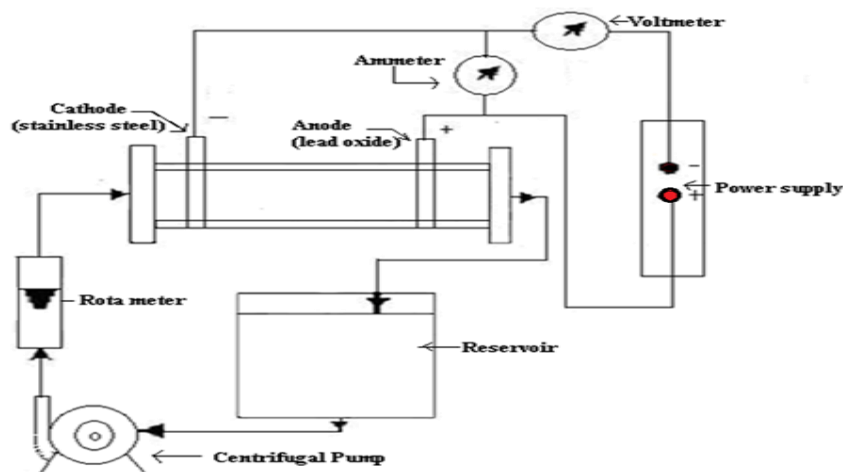 Voltmeter
Ammeter
Cathode
(stainless steel)
−
Anode
(lead oxide)
+
−
+
Power supply
Rota meter
Reservoir
Centrifugal Pump